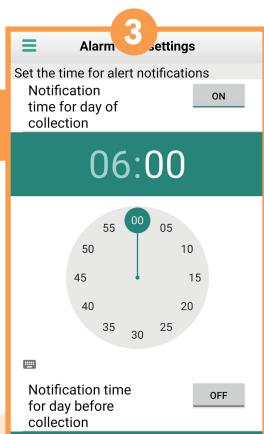 3
Alarm ettings
Set the time for alert notifications
Notification
time for day of
collection
ON
06:00
00
05
10
15
20
25
30
35
40
45
50
55
Notification time
for day before
collection
OFF